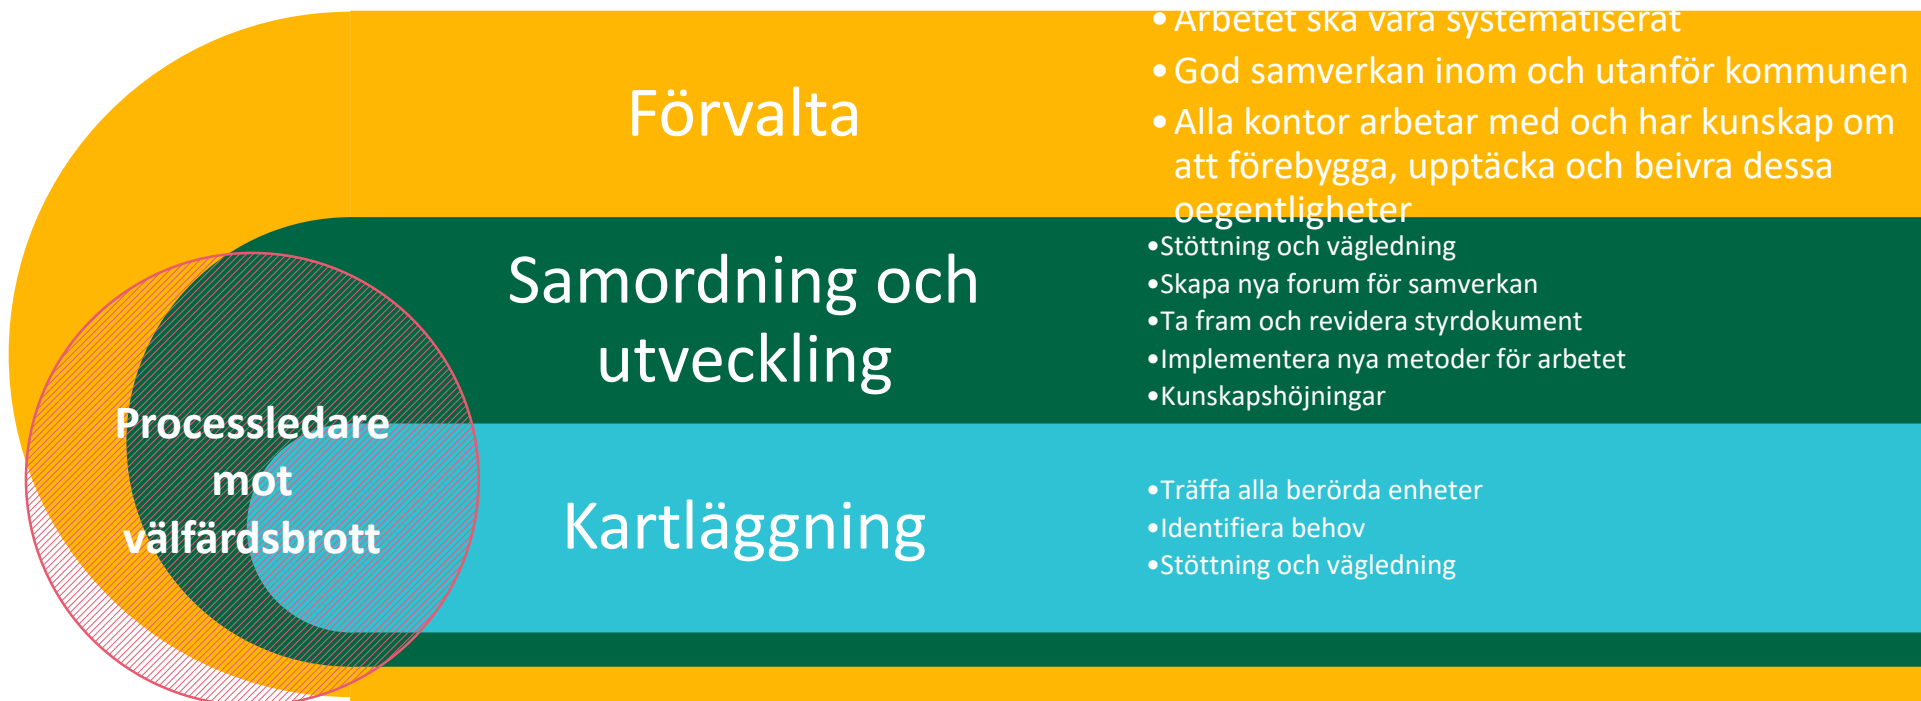 • Arbetet ska vara systematiserat
• God samverkan inom och utanför kommunen
• Alla kontor arbetar med och har kunskap om
att förebygga, upptäcka och beivra dessa
oegentligheter
Förvalta
Samordning och
utveckling
•Stöttning och vägledning
•Skapa nya forum för samverkan
•Ta fram och revidera styrdokument
•Implementera nya metoder för arbetet
•Kunskapshöjningar
Processledare
mot
välfärdsbrott
Kartläggning
•Träffa alla berörda enheter
•Identifiera behov
•Stöttning och vägledning